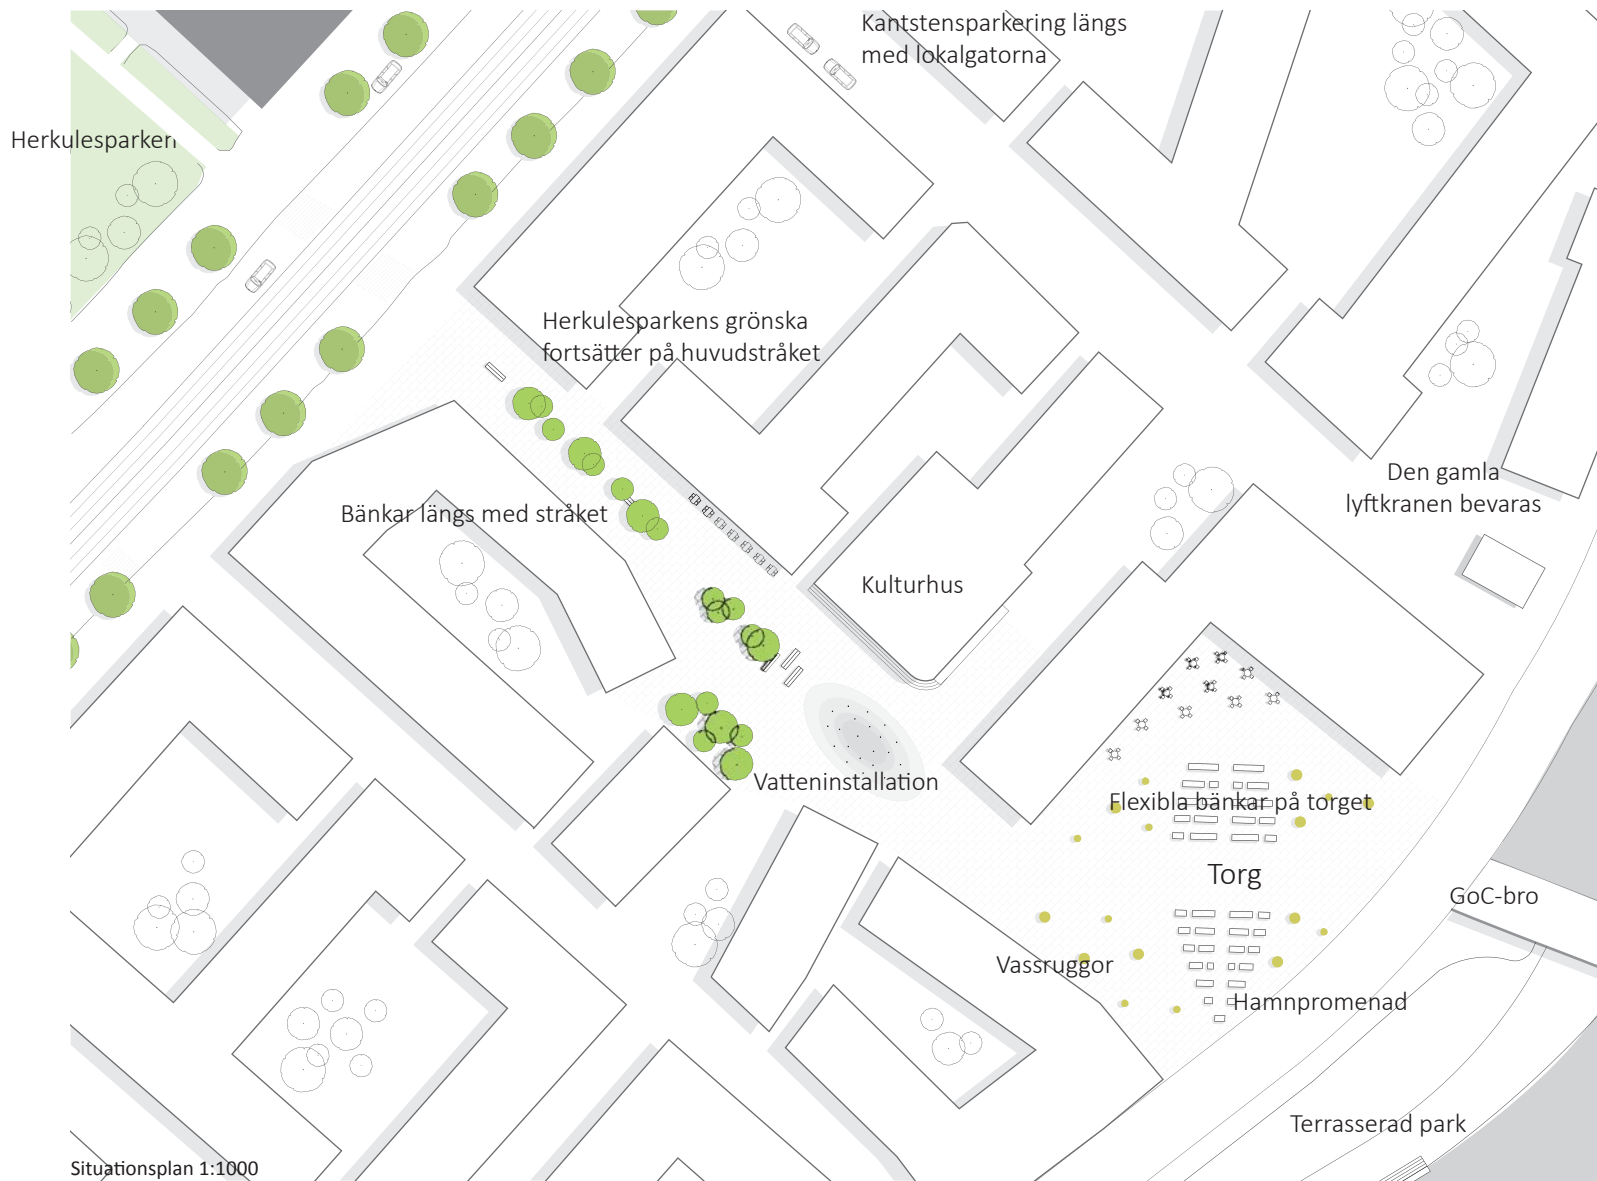 Kantstensparkering längs
med lokalgatorna
Herkulesparken
Herkulesparkens grönska
fortsätter på huvudstråket
Den gamla
lyftkranen bevaras
Bänkar längs med stråket
Kulturhus
Vatteninstallation
Flexibla bänkar på torget
Torg
GoC-bro
Vassruggor
Hamnpromenad
Terrasserad park
Situationsplan 1:1000